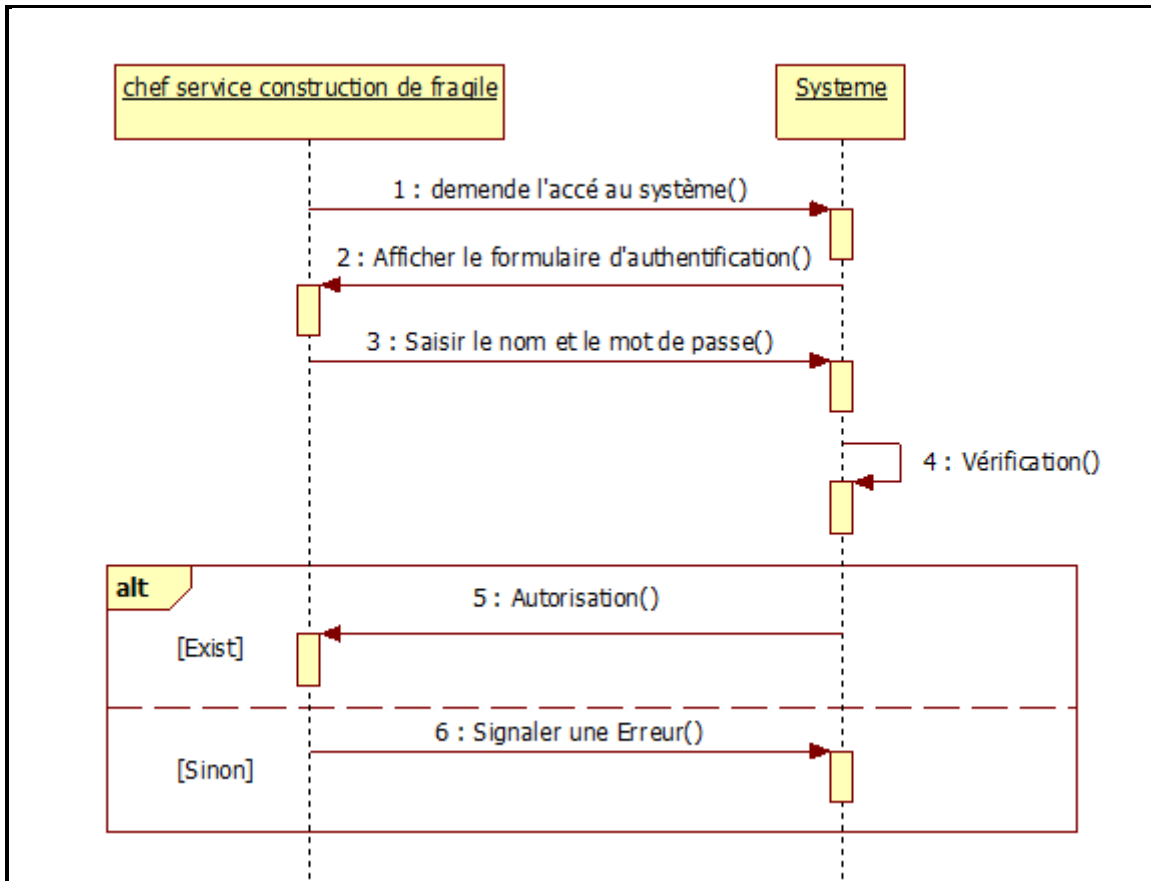 chef service construction de fragile
Systeme
1 : demende l'accé au système()
2 : Afficher le formulaire d'authentification()
3 : Saisir le nom et le mot de passe()
4 : Vérification()
alt
5 : Autorisation()
[Exist]
6 : Signaler une Erreur()
[Sinon]